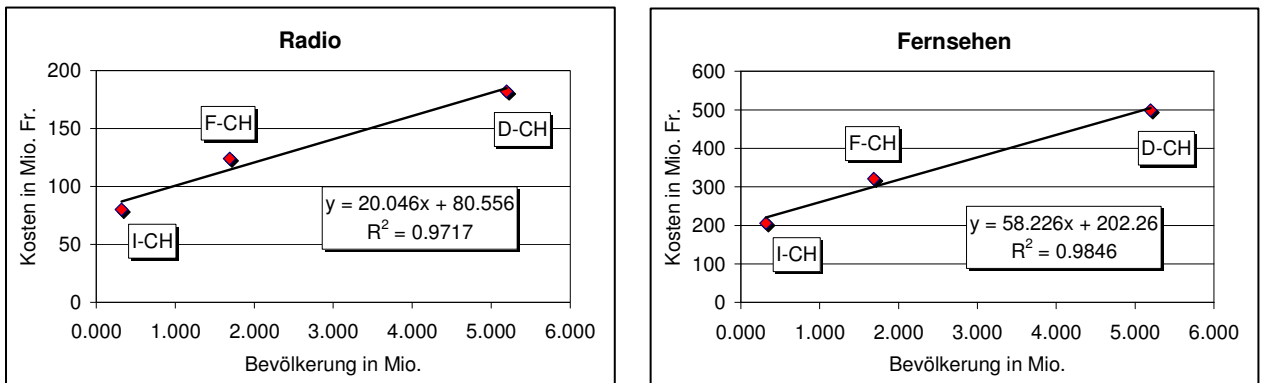 Radio
Kosten in Mio. Fr.
200
150
100
50
0
F-CH
D-CH
I-CH
y = 20.046x + 80.556
R² = 0.9717
0.000 1.000 2.000 3.000 4.000 5.000 6.000
Bevölkerung in Mio.
Fernsehen
Kosten in Mio. Fr.
600
500
400
300
200
100
0
F-CH
D-CH
I-CH
y = 58.226x + 202.26
R² = 0.9846
0.000 1.000 2.000 3.000 4.000 5.000 6.000
Bevölkerung in Mio.